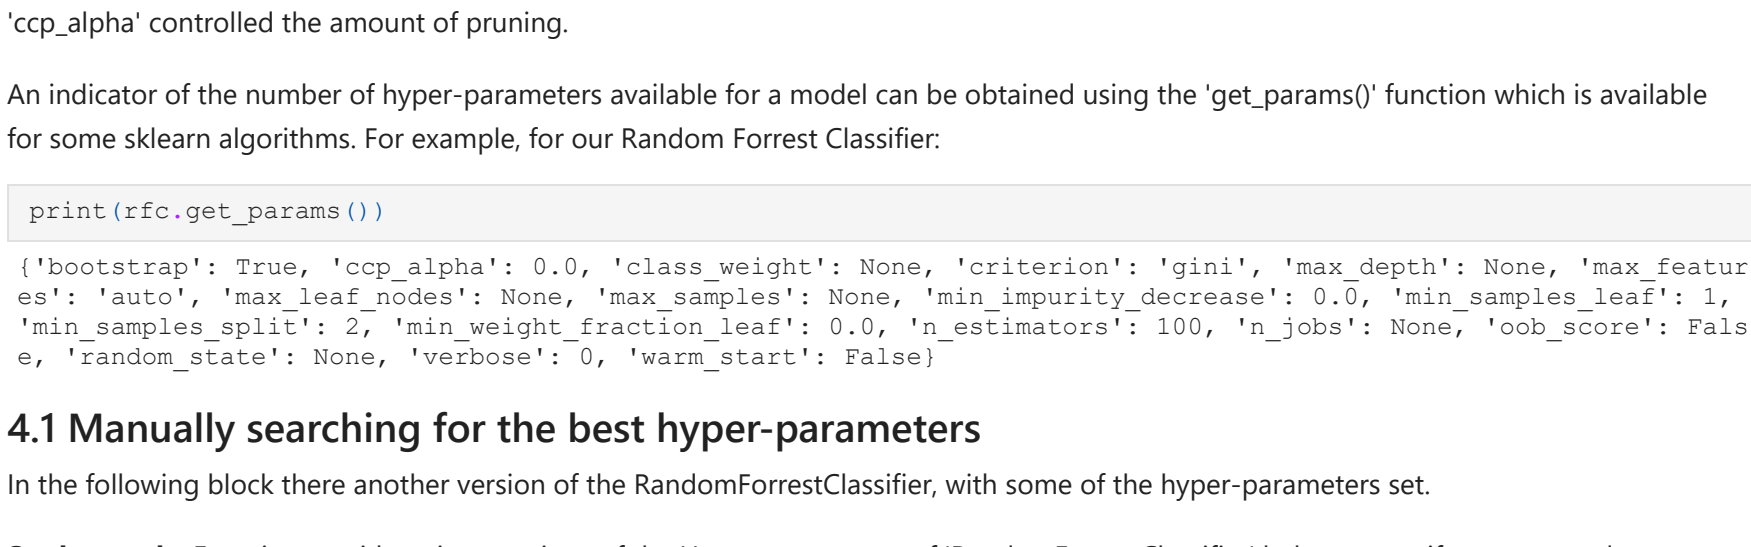 'ccp_alpha' controlled the amount of pruning.
An indicator of the number of hyper-parameters available for a model can be obtained using the 'get_params()' function which is available
for some sklearn algorithms. For example, for our Random Forrest Classifier:
print(rfc.get_params())
{'bootstrap': True, 'ccp_alpha': 0.0, 'class_weight': None, 'criterion': 'gini', 'max_depth': None, 'max_featur
es': 'auto', 'max_leaf_nodes': None, 'max_samples': None, 'min_impurity_decrease': 0.0, 'min_samples_leaf': 1,
'min_samples_split': 2, 'min_weight_fraction_leaf': 0.0, 'n_estimators': 100, 'n_jobs': None, 'oob_score': Fals
e, 'random_state': None, 'verbose': 0, 'warm_start': False}
4.1 Manually searching for the best hyper-parameters
In the following block there another version of the RandomForrestClassifier, with some of the hyper-parameters set.